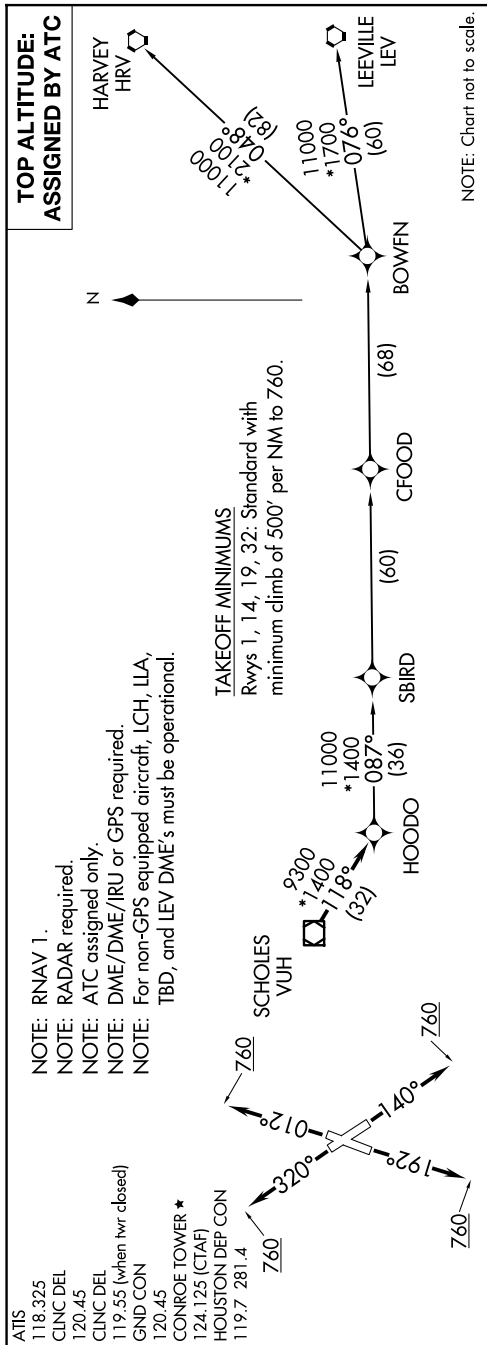 TOP ALTITUDE:
ASSIGNED BY ATC
ATIS
118.325
CLNC DEL
120.45
CLNC DEL
119.55 (when twr closed)
GND CON
120.45
CONROE TOWER ★
124.125 (CTAF)
HOUSTON DEP CON
119.7 281.4
NOTE: RNAV 1.
NOTE: RADAR required.
NOTE: ATC assigned only.
NOTE: DME/DME/IRU or GPS required.
NOTE: For non-GPS equipped aircraft, LCH, LLA,
TBD, and LEV DME's must be operational.
TAKEOFF MINIMUMS
Rwys 1, 14, 19, 32: Standard with
minimum climb of 500' per NM to 760.
N
HARVEY
HRV
11000
*2100
048°
(82)
LEEVILLE
LEV
11000
*1700
076°
(60)
BOWFN
(68)
CFOOD
(60)
SBIRD
11000
*1400
087°
(36)
HOODO
9300
*1400
118°
(32)
SCHOLES
VUH
760
012°
760
320°
140°
760
192°
760
NOTE: Chart not to scale.